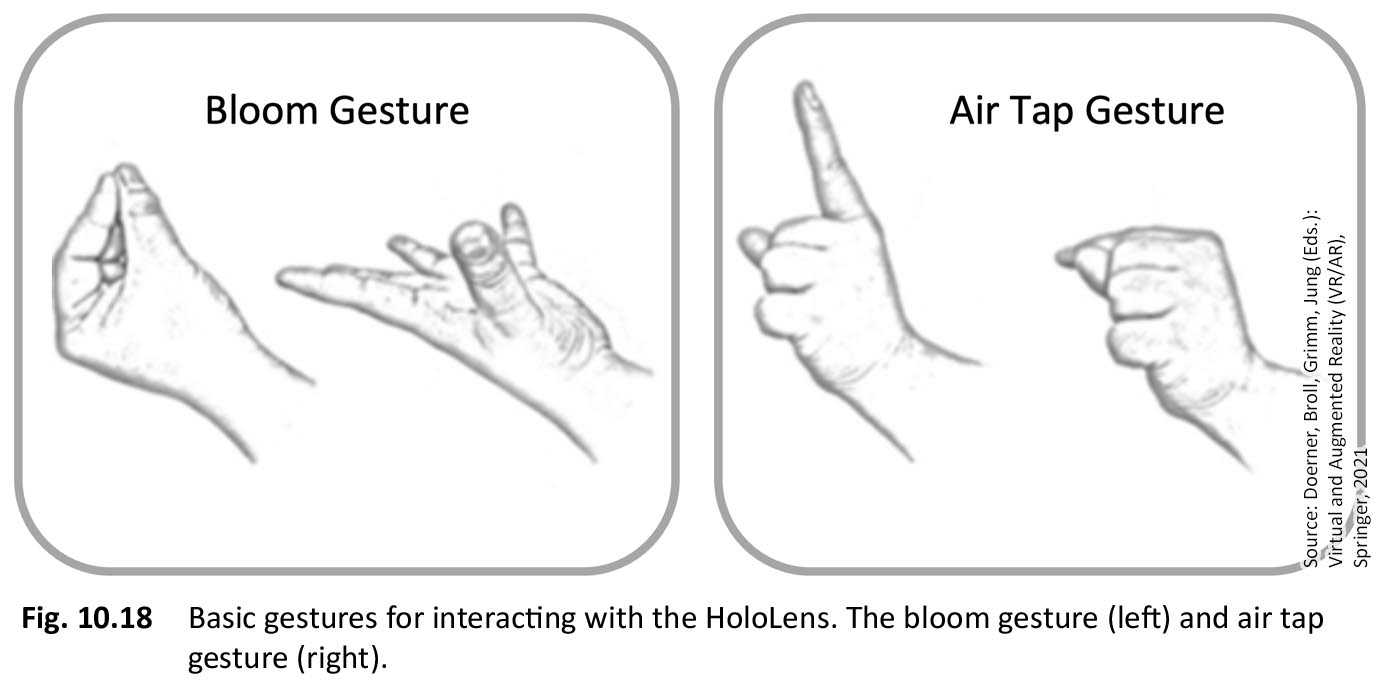 Bloom Gesture
Air Tap Gesture
Source: Doerner, Broll, Grimm, Jung (Eds.):
Virtual and Augmented Reality (VR/AR),
Springer, 2021
Fig. 10.18 Basic gestures for interacting with the HoloLens. The bloom gesture (left) and air tap
gesture (right).